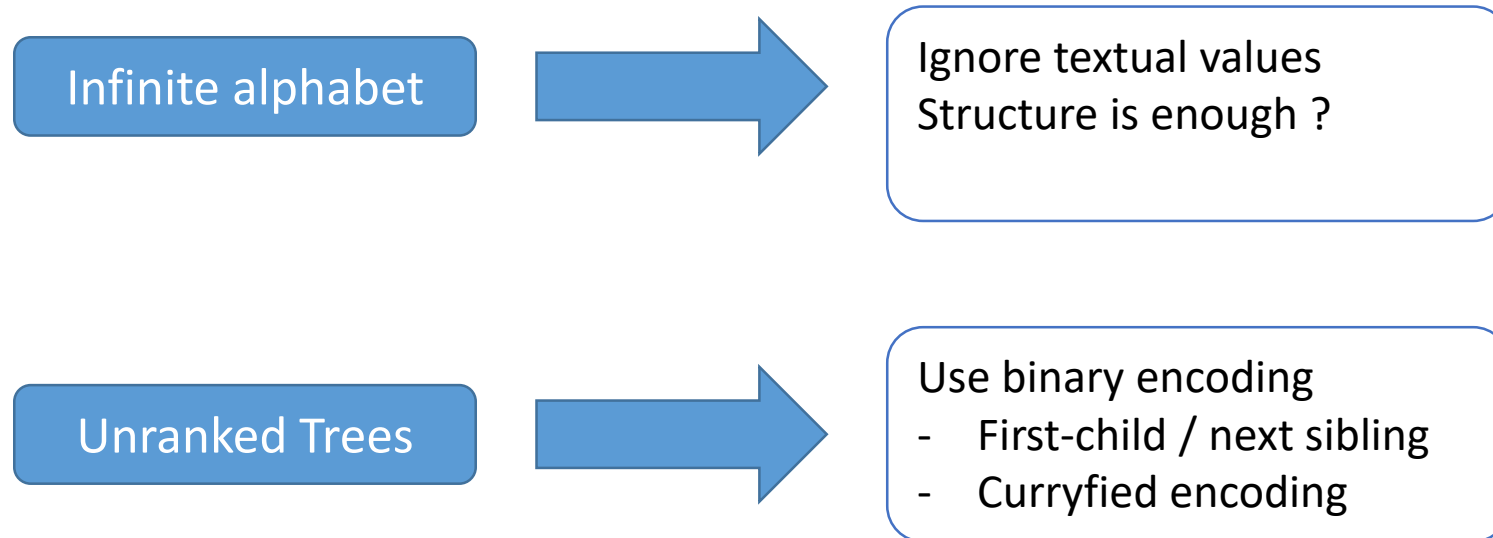 Infinite alphabet
Ignore textual values
Structure is enough ?
Unranked Trees
Use binary encoding
- First-child / next sibling
- Curryfied encoding